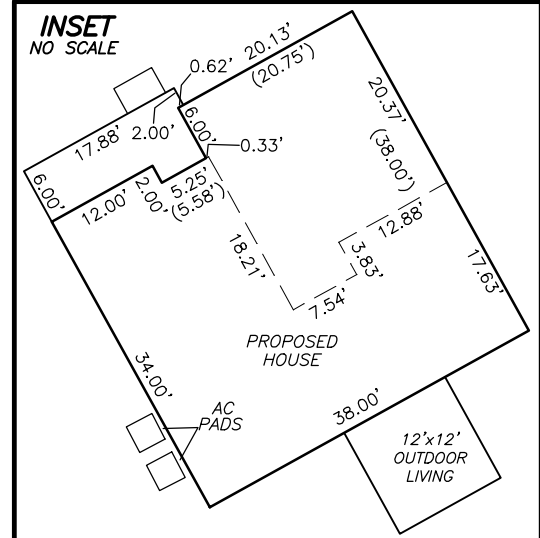 INSET
NO SCALE
20.13'
(20.75')
0.62'
20.37'
(38.00')
17.88'
2.00'
6.00'
0.33'
6.00'
12.00'
2.00'
5.25'
(5.58')
12.88'
18.21'
3.83'
17.63'
7.54'
PROPOSED
HOUSE
34.00'
AC
PADS
38.00'
12'x12'
OUTDOOR
LIVING